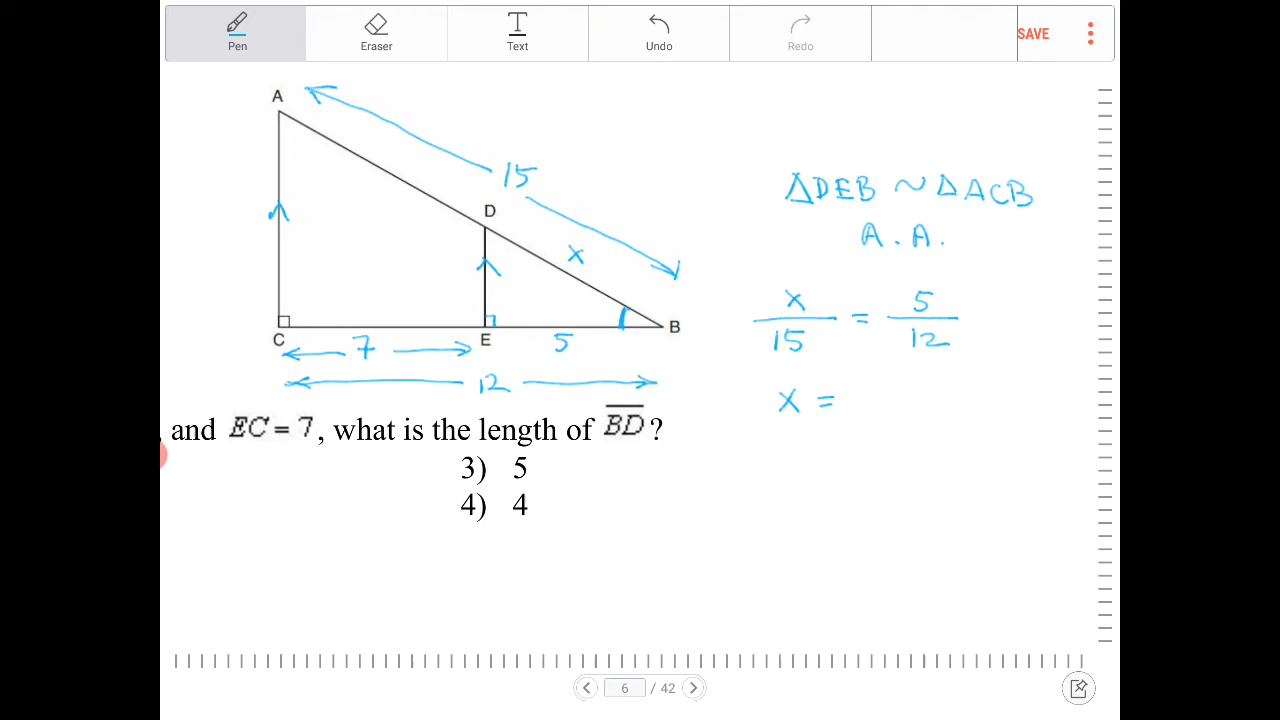 Pen Eraser Text Undo Redo SAVE
A
15
D
x
C E B
7 5
12
ΔDEB ~ ΔACB
A.A.
x/15 = 5/12
x =
, and EC = 7, what is the length of \overline{BD}?
3) 5
4) 4
6 / 42